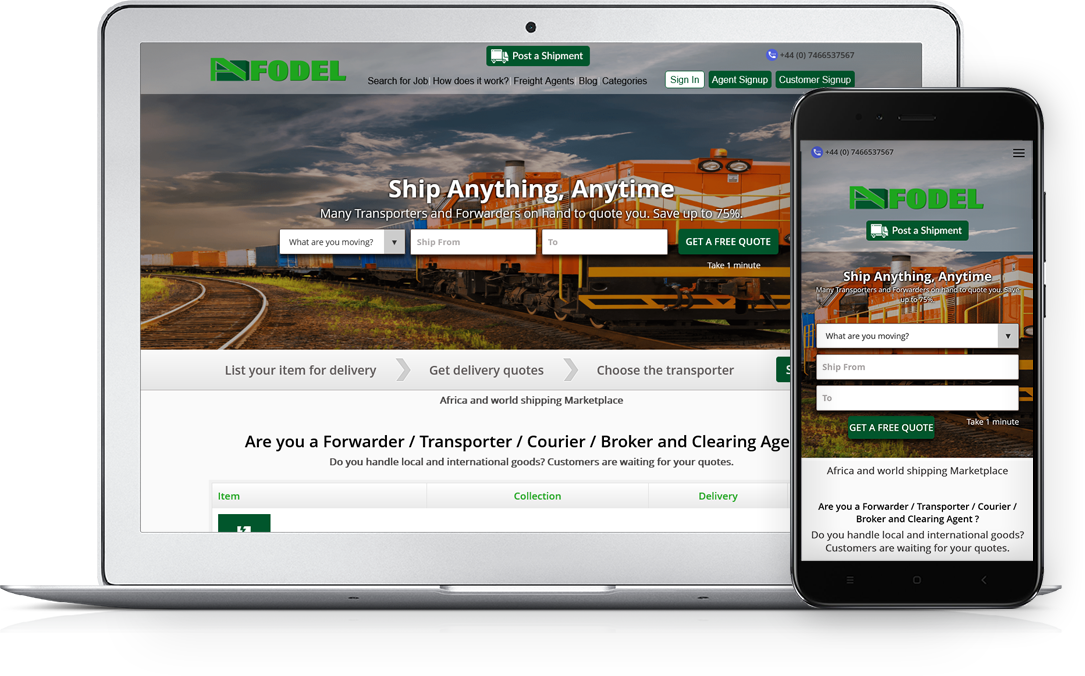 Post a Shipment
+44 (0) 7466537567
FODEL
Search for Job How does it work? Freight Agents Blog Categories
Sign In Agent Signup Customer Signup
Ship Anything, Anytime
Many Transporters and Forwarders on hand to quote you. Save up to 75%.
What are you moving? Ship From To GET A FREE QUOTE
Take 1 minute
List your item for delivery Get delivery quotes Choose the transporter S
Africa and world shipping Marketplace
Are you a Forwarder / Transporter / Courier / Broker and Clearing Age
Do you handle local and international goods? Customers are waiting for your quotes.
Item Collection Delivery
+44 (0) 7466537567
FODEL
Post a Shipment
Ship Anything, Anytime
Many Transporters and Forwarders on hand to quote you. Save
up to 75%.
What are you moving?
Ship From
To
GET A FREE QUOTE Take 1 minute
Africa and world shipping Marketplace
Are you a Forwarder / Transporter / Courier /
Broker and Clearing Agent ?
Do you handle local and international goods?
Customers are waiting for your quotes.